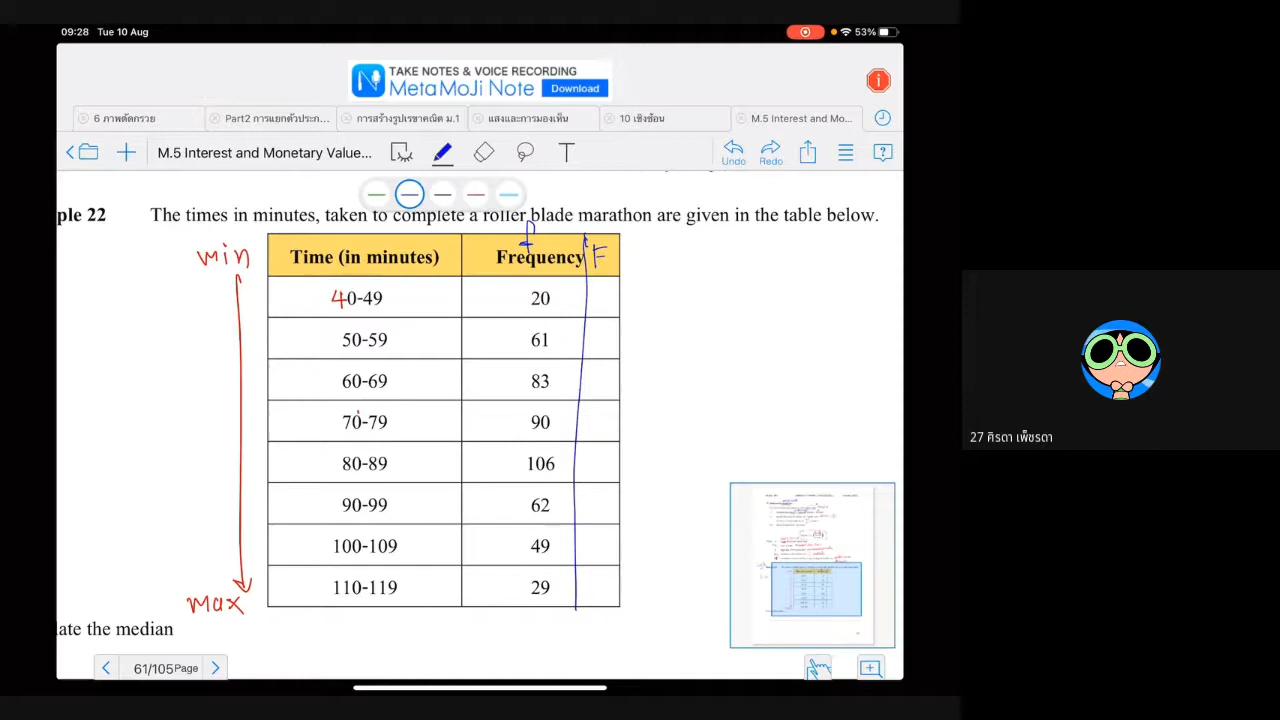 09:28 Tue 10 Aug
53%
TAKE NOTES & VOICE RECORDING
MetaMoJi Note
Download
6 ภาพตัดกรวย
Part2 การแยกตัวประก...
การสร้างรูปเรขาคณิต ม.1
แสงและการมองเห็น
10 เชิงซ้อน
M.5 Interest and Mo...
M.5 Interest and Monetary Value...
T
Undo
Redo
ple 22 The times in minutes, taken to complete a roller blade marathon are given in the table below.
f
min
Time (in minutes) Frequency F
40-49 20
50-59 61
60-69 83
70-79 90
80-89 106
90-99 62
100-109 49
110-119 29
max
late the median
61/105Page
27 ศิรดา เพ็ชรดา